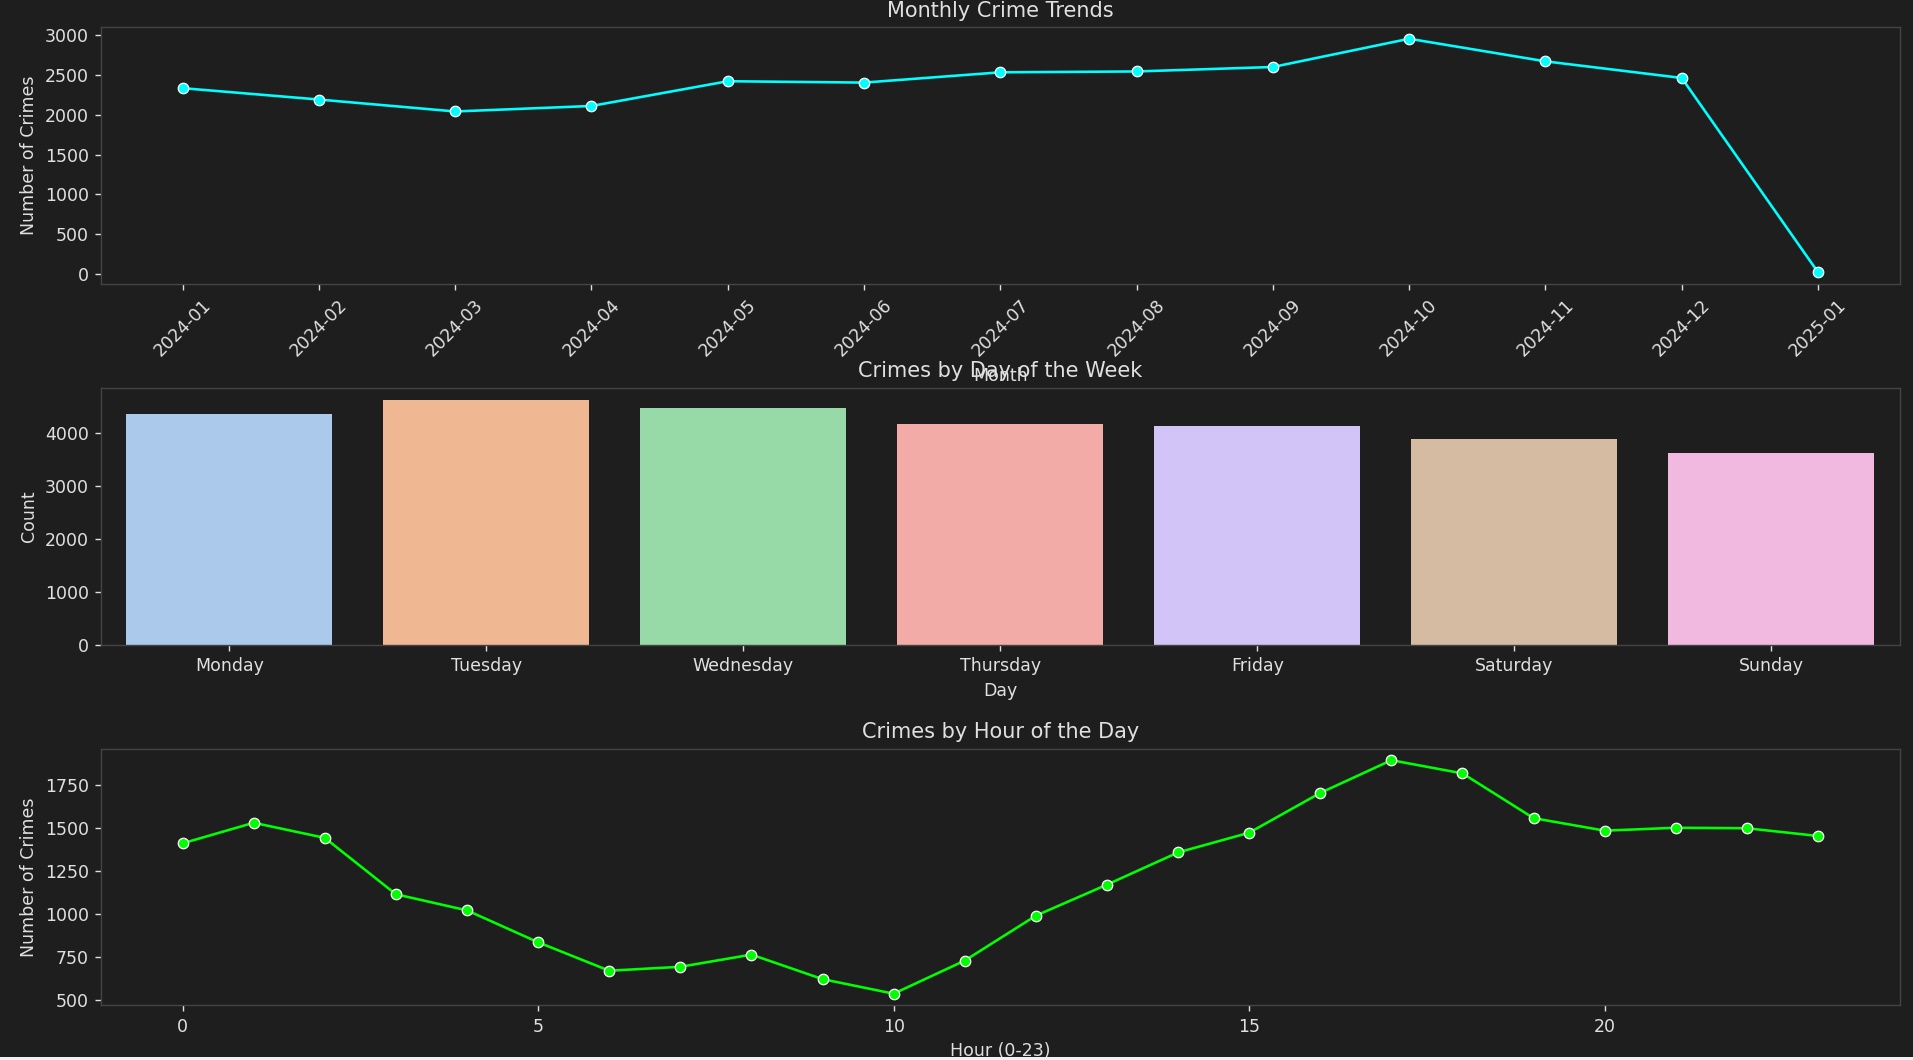 Monthly Crime Trends
Number of Crimes
3000
2500
2000
1500
1000
500
0
2024-01
2024-02
2024-03
2024-04
2024-05
2024-06
2024-07
2024-08
2024-09
2024-10
2024-11
2024-12
2025-01
Month
Crimes by Day of the Week
Count
4000
3000
2000
1000
0
Monday
Tuesday
Wednesday
Thursday
Friday
Saturday
Sunday
Day
Crimes by Hour of the Day
Number of Crimes
1750
1500
1250
1000
750
500
0
5
10
15
20
Hour (0-23)